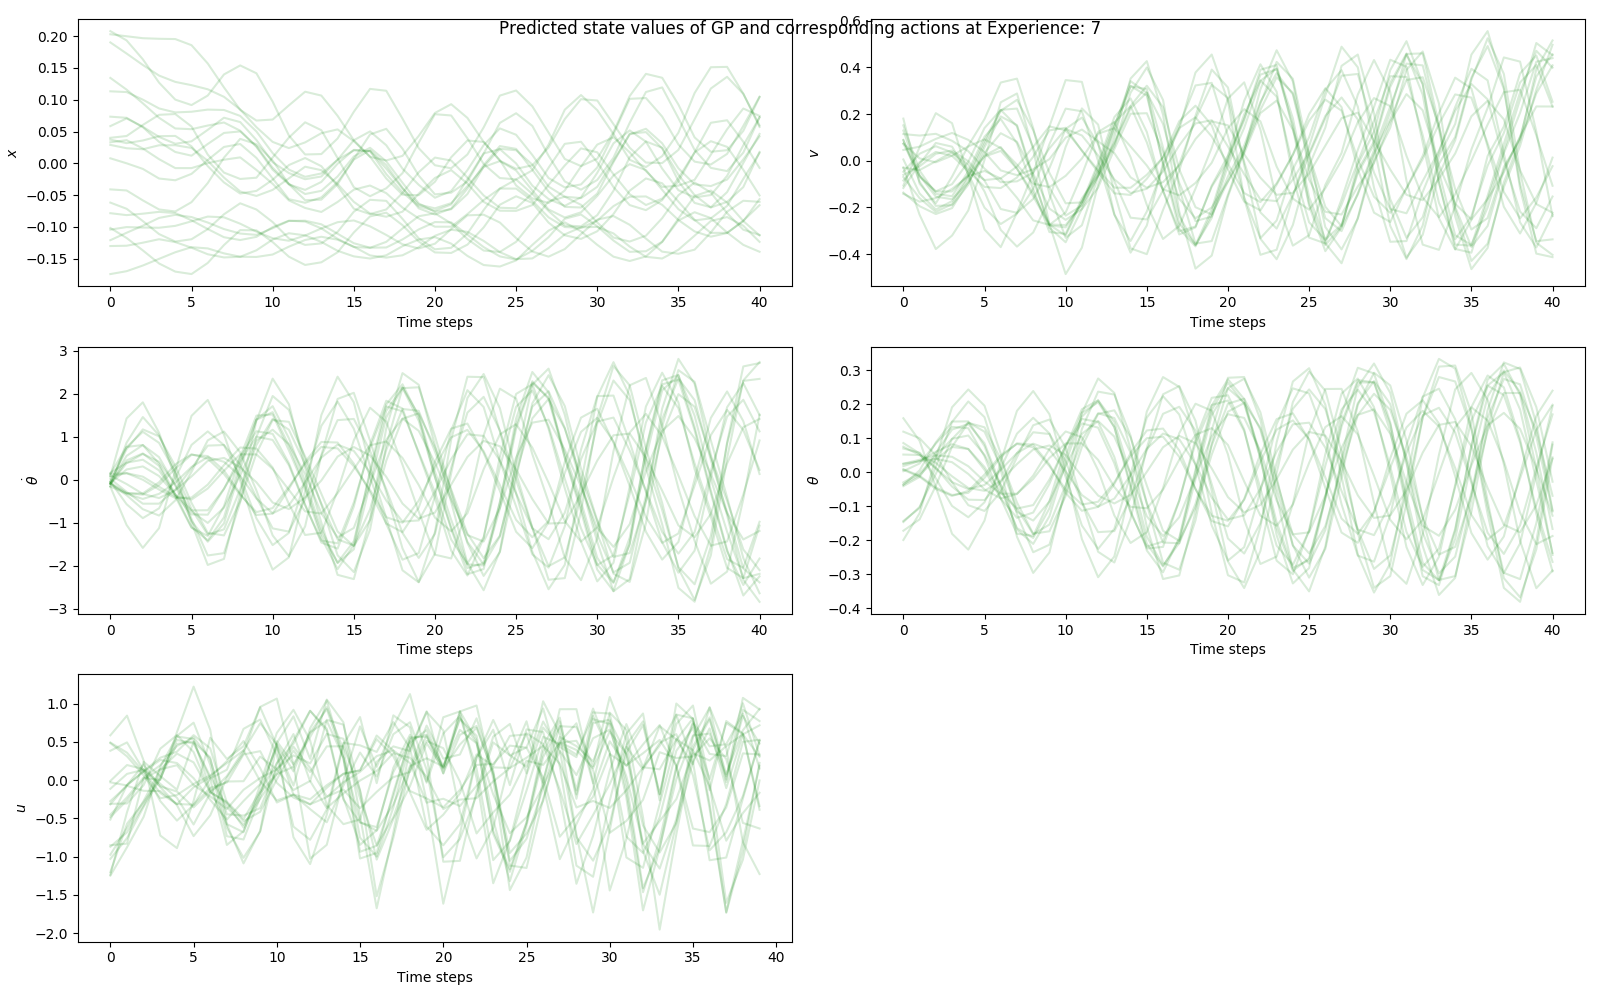 Predicted state values of GP and corresponding actions at Experience: 7
0.20
0.15
0.10
0.05
0.00
−0.05
−0.10
−0.15
x
0 5 10 15 20 25 30 35 40
Time steps
0.6
0.4
0.2
0.0
−0.2
−0.4
v
0 5 10 15 20 25 30 35 40
Time steps
3
2
1
0
−1
−2
−3
θ̇
0 5 10 15 20 25 30 35 40
Time steps
0.3
0.2
0.1
0.0
−0.1
−0.2
−0.3
−0.4
θ
0 5 10 15 20 25 30 35 40
Time steps
1.0
0.5
0.0
−0.5
−1.0
−1.5
−2.0
u
0 5 10 15 20 25 30 35 40
Time steps